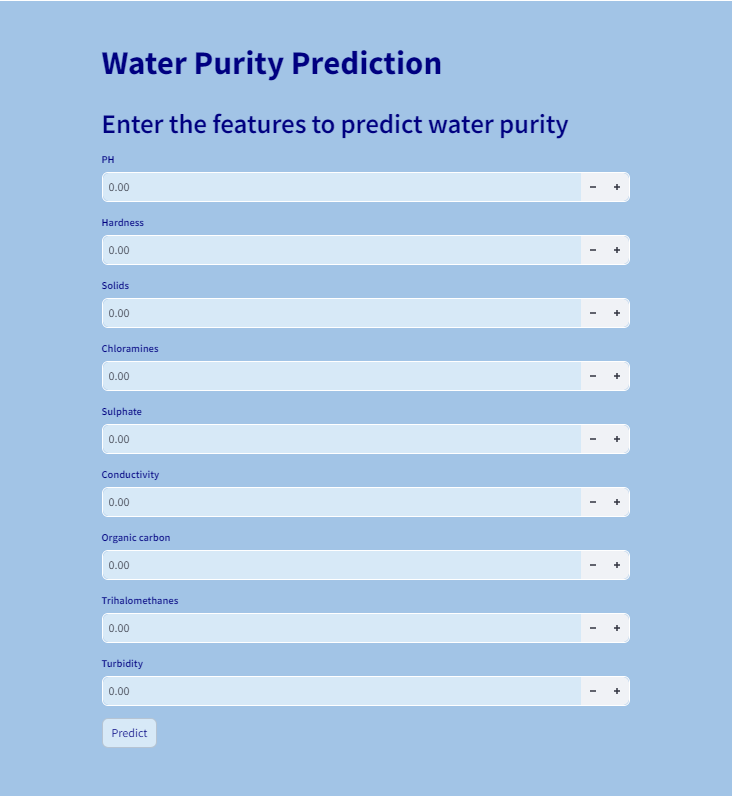 Water Purity Prediction
Enter the features to predict water purity
PH
0.00
Hardness
0.00
Solids
0.00
Chloramines
0.00
Sulphate
0.00
Conductivity
0.00
Organic carbon
0.00
Trihalomethanes
0.00
Turbidity
0.00
Predict